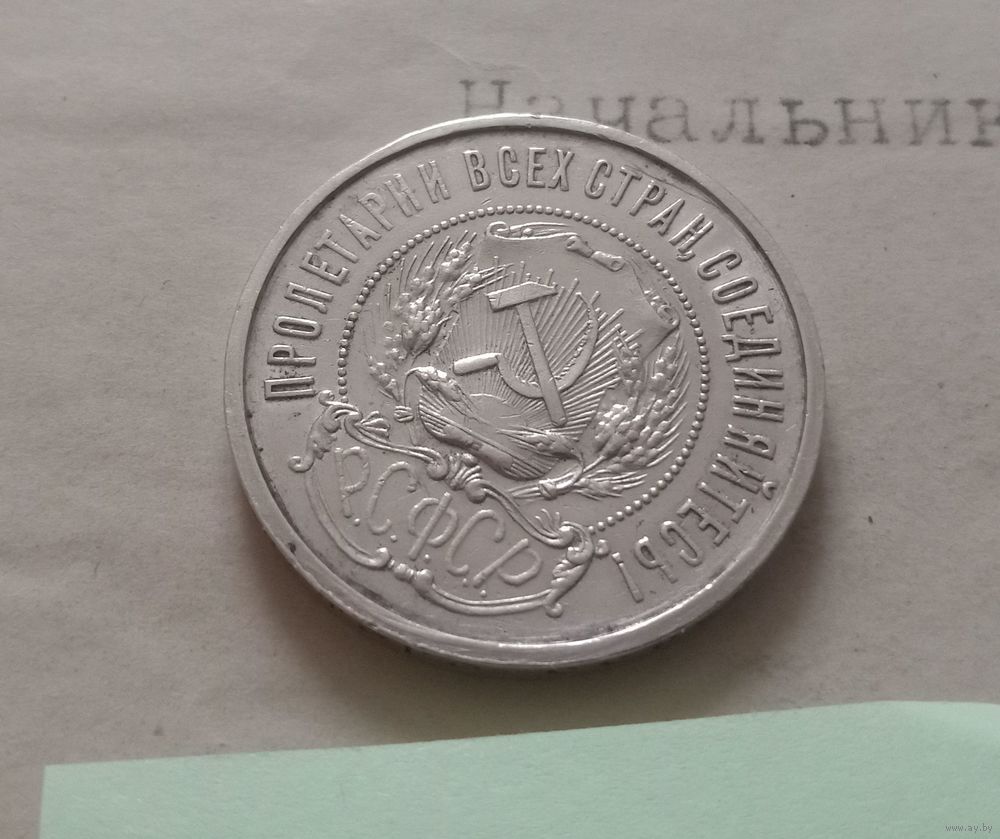 Начальник
ПРОЛЕТАРИИ ВСЕХ СТРАН, СОЕДИНЯЙТЕСЬ!
Р.С.Ф.С.Р.
www.ay.by